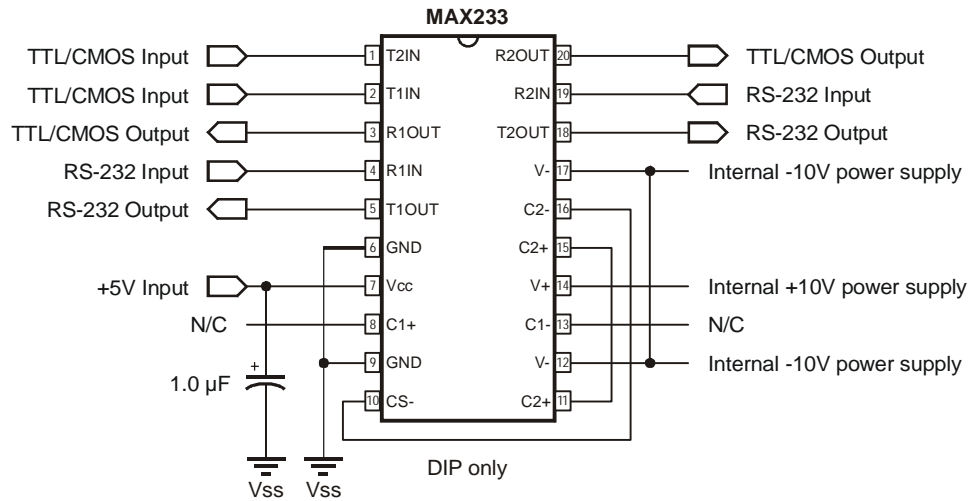 MAX233
TTL/CMOS Input 1 T2IN R2OUT 20 TTL/CMOS Output
TTL/CMOS Input 2 T1IN R2IN 19 RS-232 Input
TTL/CMOS Output 3 R1OUT T2OUT 18 RS-232 Output
RS-232 Input 4 R1IN V- 17 Internal -10V power supply
RS-232 Output 5 T1OUT C2- 16
6 GND C2+ 15
+5V Input 7 Vcc V+ 14 Internal +10V power supply
N/C 8 C1+ C1- 13 N/C
+ 9 GND V- 12 Internal -10V power supply
1.0 µF
10 CS- C2+ 11
DIP only
Vss Vss